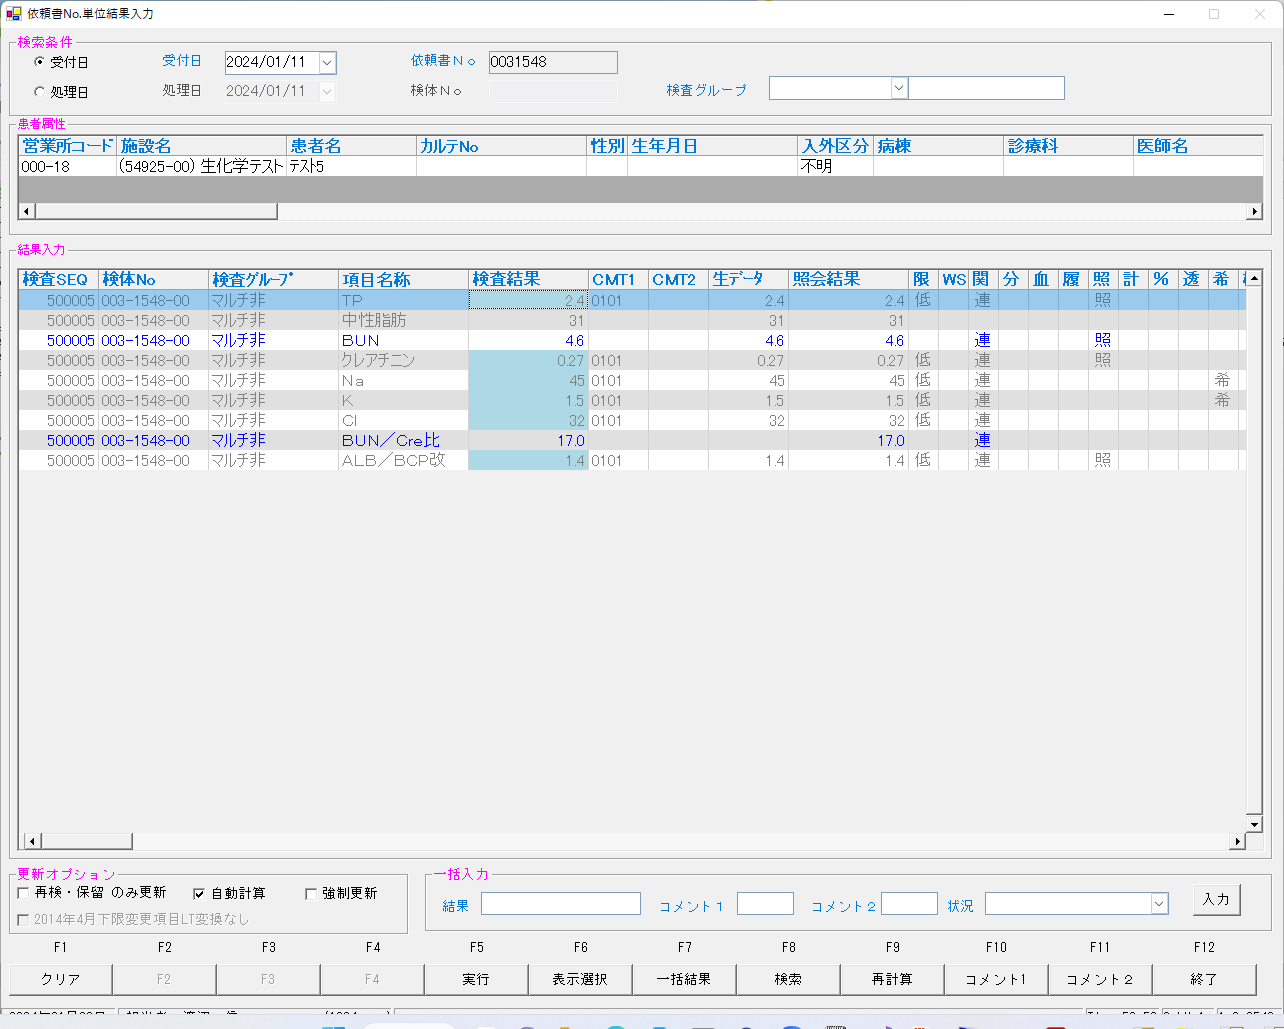 依頼書No.単位結果入力
検索条件
受付日 受付日 2024/01/11 依頼書No 0031548
処理日 処理日 2024/01/11 検体No 検査グループ
患者属性
営業所コード 施設名 患者名 カルテNo 性別 生年月日 入外区分 病棟 診療科 医師名
000-18 (54925-00) 生化学テスト テスト5 不明
結果入力
検査SEQ 検体No 検査グループ 項目名称 検査結果 CMT1 CMT2 生データ 照会結果 限 WS 関 分 血 履 照 計 % 透 希
500005 003-1548-00 マルチ非 TP 2.4 0101 2.4 2.4 低 連 照
500005 003-1548-00 マルチ非 中性脂肪 31 31 31
500005 003-1548-00 マルチ非 BUN 4.6 4.6 4.6 連 照
500005 003-1548-00 マルチ非 クレアチニン 0.27 0101 0.27 0.27 低 連 照
500005 003-1548-00 マルチ非 Na 45 0101 45 45 低 連 希
500005 003-1548-00 マルチ非 K 1.5 0101 1.5 1.5 低 連 希
500005 003-1548-00 マルチ非 Cl 32 0101 32 32 低 連
500005 003-1548-00 マルチ非 BUN/Cre比 17.0 17.0 連
500005 003-1548-00 マルチ非 ALB/BCP改 1.4 0101 1.4 1.4 低 連 照
更新オプション
再検・保留 のみ更新 自動計算 強制更新
2014年4月下限変更項目LT変換なし
一括入力
結果 コメント1 コメント2 状況 入力
F1 F2 F3 F4 F5 F6 F7 F8 F9 F10 F11 F12
クリア F2 F3 F4 実行 表示選択 一括結果 検索 再計算 コメント1 コメント2 終了